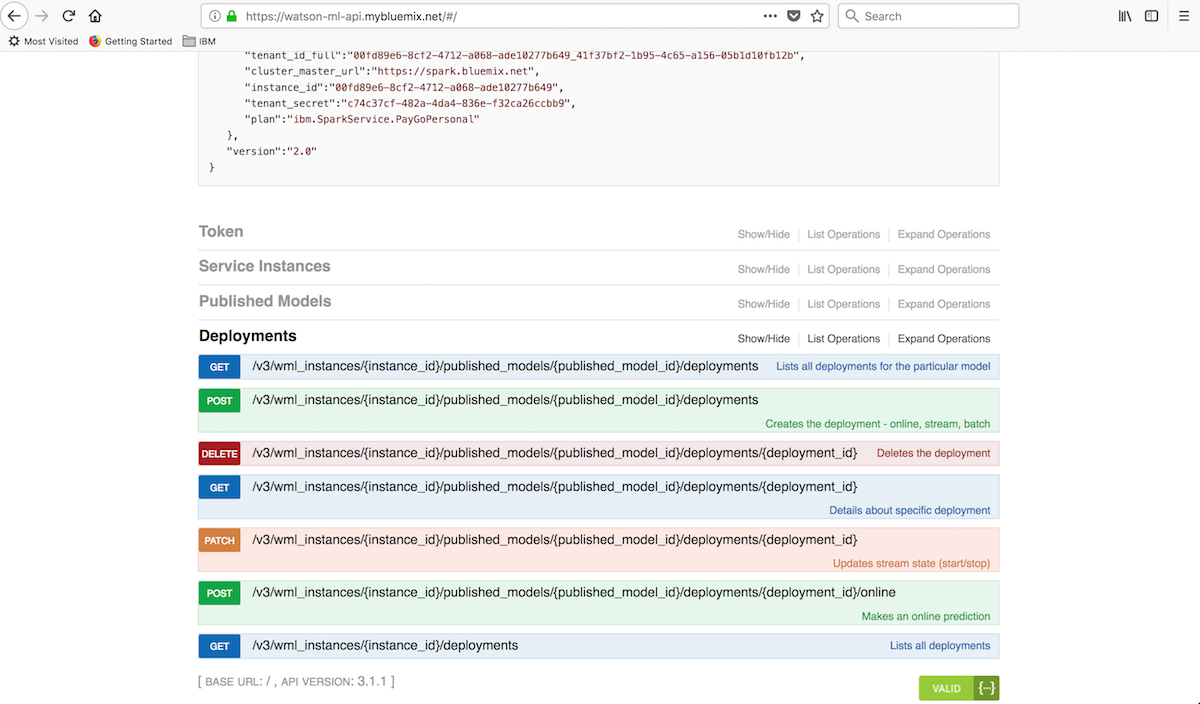 https://watson-ml-api.mybluemix.net/#/
Search
Most Visited
Getting Started
IBM
"tenant_id_full":"00fd89e6-8cf2-4712-a068-ade10277b649_41f37bf2-1b95-4c65-a156-05b1d10fb12b",
"cluster_master_url":"https://spark.bluemix.net",
"instance_id":"00fd89e6-8cf2-4712-a068-ade10277b649",
"tenant_secret":"c74c37cf-482a-4da4-836e-f32ca26ccbb9",
"plan":"ibm.SparkService.PayGoPersonal"
},
"version":"2.0"
}
Token Show/Hide List Operations Expand Operations
Service Instances Show/Hide List Operations Expand Operations
Published Models Show/Hide List Operations Expand Operations
Deployments Show/Hide List Operations Expand Operations
GET /v3/wml_instances/{instance_id}/published_models/{published_model_id}/deployments Lists all deployments for the particular model
POST /v3/wml_instances/{instance_id}/published_models/{published_model_id}/deployments
Creates the deployment - online, stream, batch
DELETE /v3/wml_instances/{instance_id}/published_models/{published_model_id}/deployments/{deployment_id} Deletes the deployment
GET /v3/wml_instances/{instance_id}/published_models/{published_model_id}/deployments/{deployment_id}
Details about specific deployment
PATCH /v3/wml_instances/{instance_id}/published_models/{published_model_id}/deployments/{deployment_id}
Updates stream state (start/stop)
POST /v3/wml_instances/{instance_id}/published_models/{published_model_id}/deployments/{deployment_id}/online
Makes an online prediction
GET /v3/wml_instances/{instance_id}/deployments Lists all deployments
[ BASE URL: / , API VERSION: 3.1.1 ]
VALID {···}